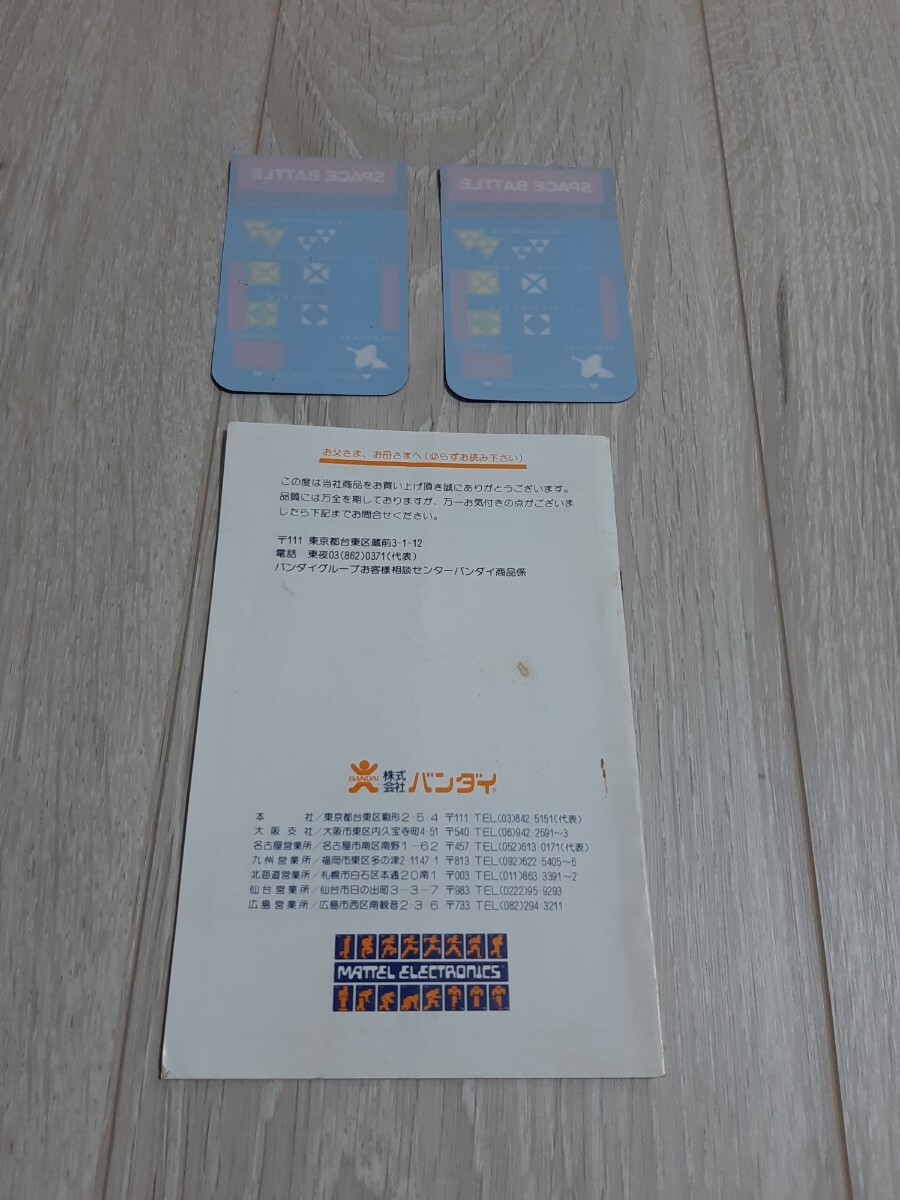 SPACE BATTLE
SPACE BATTLE
お父さま、お母さまへ(必らずお読み下さい)
この度は当社商品をお買い上げ頂き誠にありがとうございます。
品質には万全を期しておりますが、万一お気付きの点がございま
したら下記までお問合せください。
〒111 東京都台東区蔵前3-1-12
電話 東夜03(862)0371(代表)
バンダイグループお客様相談センターバンダイ商品係
BANDAI 株式会社 バンダイ
本社/東京都台東区駒形2-5-4 〒111 TEL(03)842-5151(代表)
大阪支社/大阪市東区内久宝寺町4-51 〒540 TEL(06)942-2591~3
名古屋営業所/名古屋市南区南野1-62 〒457 TEL(052)613-0171(代表)
九州営業所/福岡市東区多の津2-1147-1 〒813 TEL(092)622-5405~6
北海道営業所/札幌市白石区本通20南1 〒003 TEL(011)863-3391~2
仙台営業所/仙台市日の出町3-3-7 〒983 TEL(0222)95-9293
広島営業所/広島市西区南観音2-3-6 〒733 TEL(082)294-3211
MATTEL ELECTRONICS